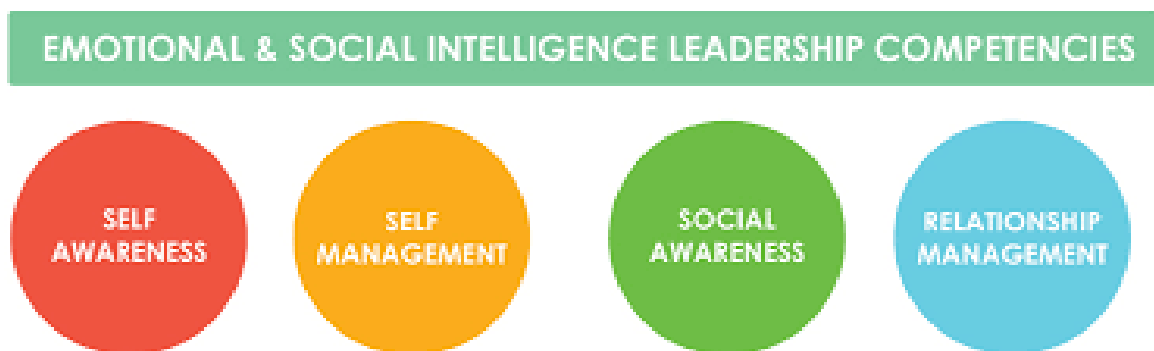 EMOTIONAL & SOCIAL INTELLIGENCE LEADERSHIP COMPETENCIES
SELF
AWARENESS
SELF
MANAGEMENT
SOCIAL
AWARENESS
RELATIONSHIP
MANAGEMENT